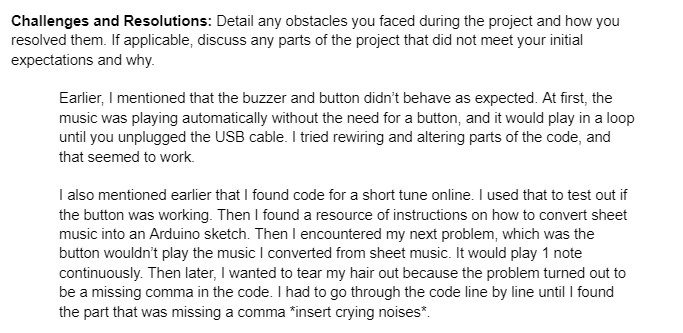 Challenges and Resolutions: Detail any obstacles you faced during the project and how you
resolved them. If applicable, discuss any parts of the project that did not meet your initial
expectations and why.
Earlier, I mentioned that the buzzer and button didn't behave as expected. At first, the
music was playing automatically without the need for a button, and it would play in a loop
until you unplugged the USB cable. I tried rewiring and altering parts of the code, and
that seemed to work.
I also mentioned earlier that I found code for a short tune online. I used that to test out if
the button was working. Then I found a resource of instructions on how to convert sheet
music into an Arduino sketch. Then I encountered my next problem, which was the
button wouldn't play the music I converted from sheet music. It would play 1 note
continuously. Then later, I wanted to tear my hair out because the problem turned out to
be a missing comma in the code. I had to go through the code line by line until I found
the part that was missing a comma *insert crying noises*.